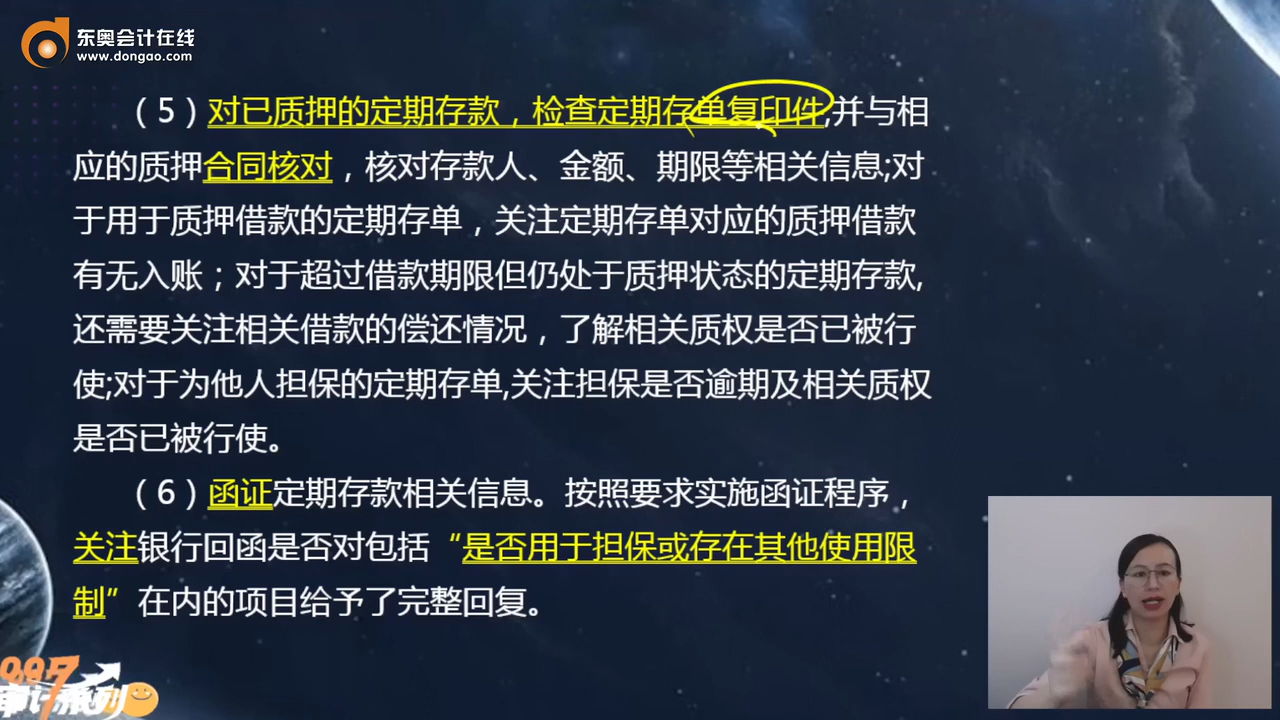 东奥会计在线
www.dongao.com
（5）对已质押的定期存款，检查定期存单复印件,并与相
应的质押合同核对，核对存款人、金额、期限等相关信息;对
于用于质押借款的定期存单，关注定期存单对应的质押借款
有无入账；对于超过借款期限但仍处于质押状态的定期存款,
还需要关注相关借款的偿还情况，了解相关质权是否已被行
使;对于为他人担保的定期存单,关注担保是否逾期及相关质权
是否已被行使。
（6）函证定期存款相关信息。按照要求实施函证程序，
关注银行回函是否对包括“是否用于担保或存在其他使用限
制”在内的项目给予了完整回复。
审计系列